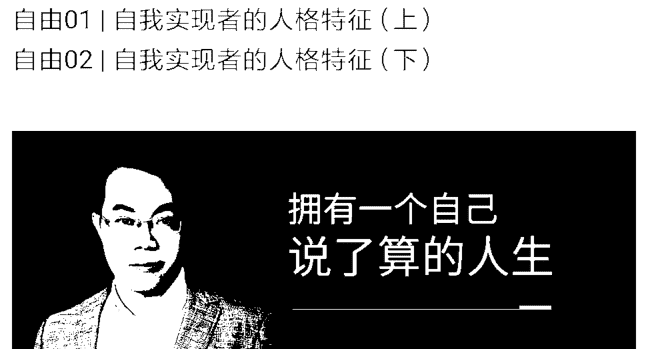 自由01 | 自我实现者的人格特征（上）
自由02 | 自我实现者的人格特征（下）
拥有一个自己
说了算的人生